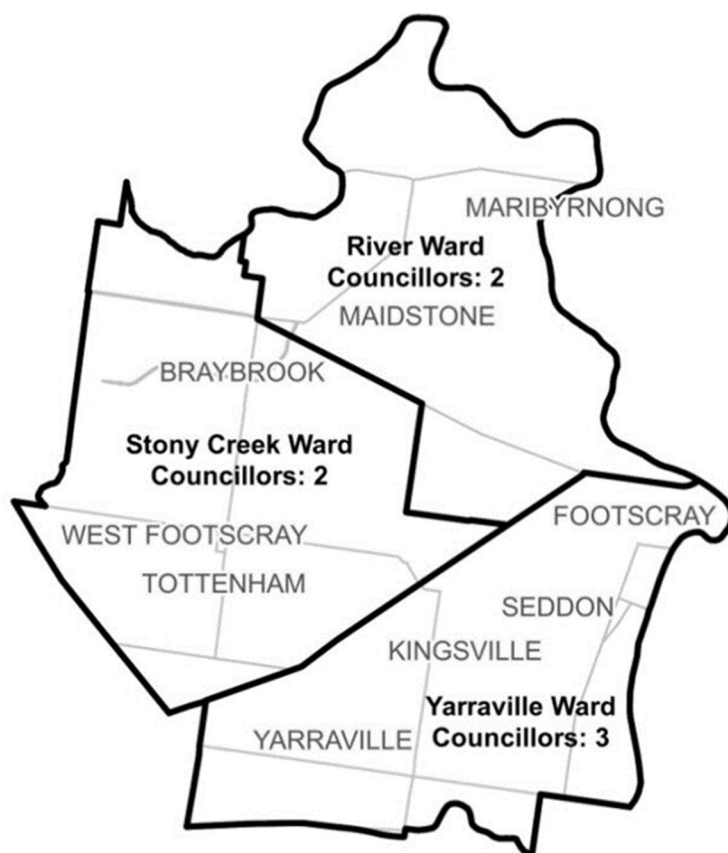 MARIBYRNONG
River Ward
Councillors: 2
MAIDSTONE
BRAYBROOK
Stony Creek Ward
Councillors: 2
FOOTSCRAY
WEST FOOTSCRAY
TOTTENHAM
SEDDON
KINGSVILLE
Yarraville Ward
Councillors: 3
YARRAVILLE